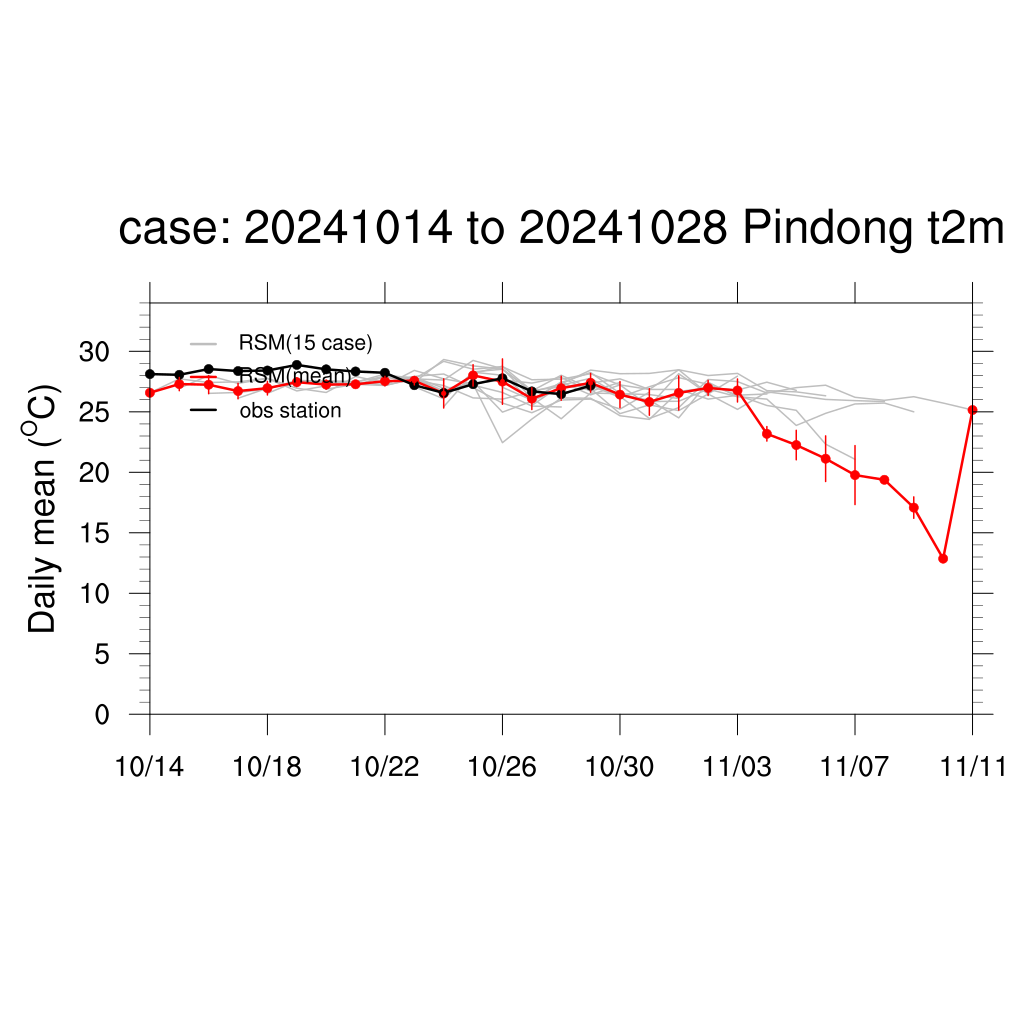 case: 20241014 to 20241028 Pindong t2m
Daily mean (°C)
30
25
20
15
10
5
0
RSM(15 case)
RSM(mean)
obs station
10/14 10/18 10/22 10/26 10/30 11/03 11/07 11/11